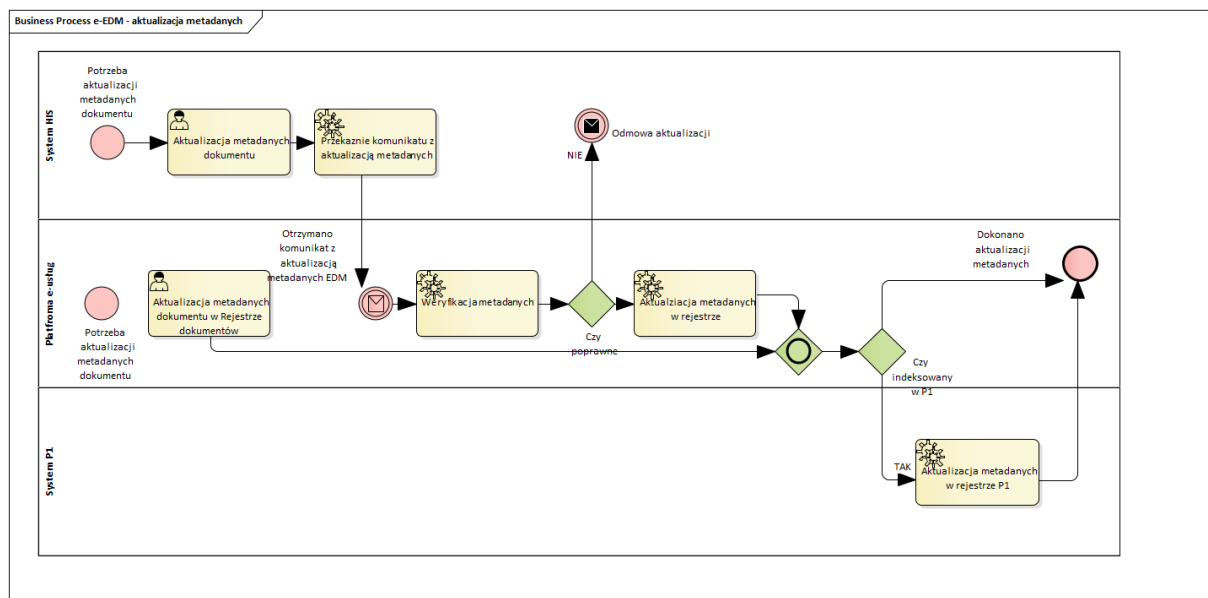 Business Process e-EDM - aktualizacja metadanych
System HIS
Potrzeba
aktualizacji
metadanych
dokumentu
Aktualizacja metadanych
dokumentu
Przekaznie komunikatu z
aktualizacją metadanych
Odmowa aktualizacji
NIE
Platfroma e-usług
Otrzymano
komunikat z
aktualizacją
metadanych EDM
Potrzeba
aktualizacji
metadanych
dokumentu
Aktualizacja metadanych
dokumentu w Rejestrze
dokumentów
Weryfikacja metadanych
Czy
poprawne
Aktualziacja metadanych
w rejestrze
Czy
indeksowany
w P1
Dokonano
aktualizacji
metadanych
System P1
TAK
Aktualizacja metadanych
w rejestrze P1